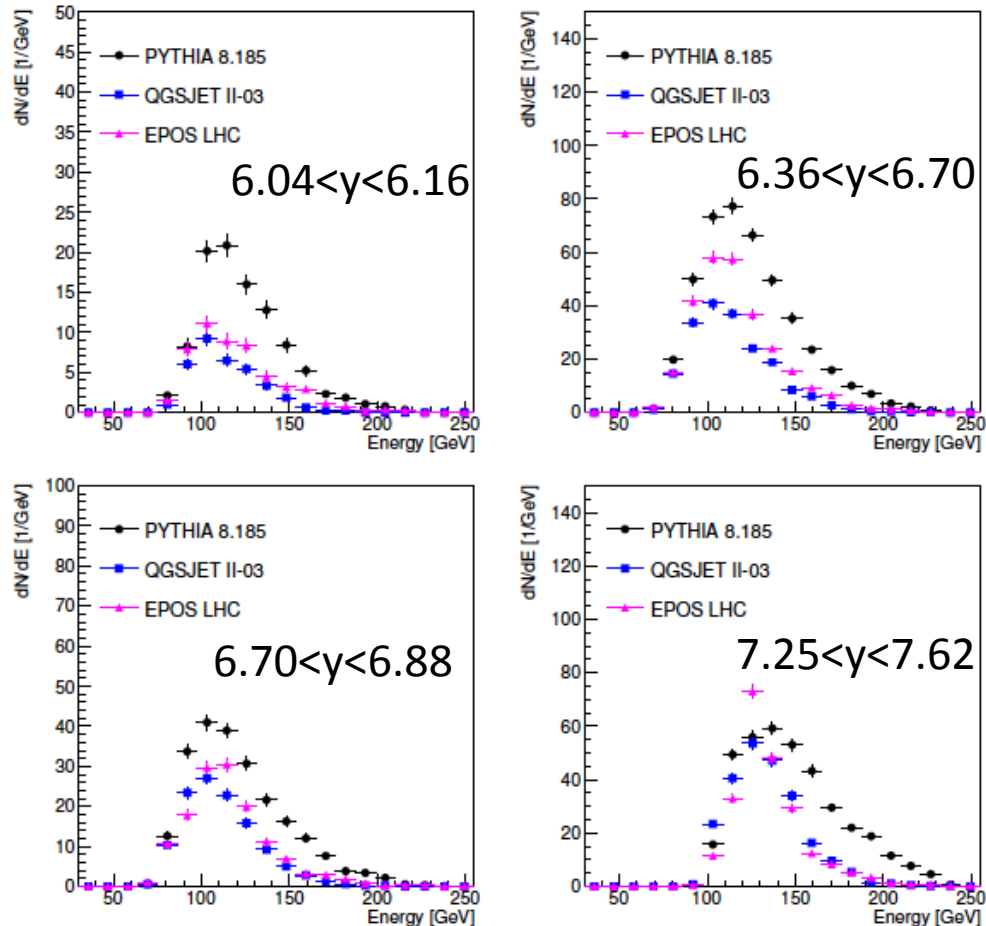 dN/dE [1/GeV]
50
45
40
35
30
25
20
15
10
5
0
PYTHIA 8.185
QGSJET II-03
EPOS LHC
6.04<y<6.16
50 100 150 200 250
Energy [GeV]
dN/dE [1/GeV]
140
120
100
80
60
40
20
0
PYTHIA 8.185
QGSJET II-03
EPOS LHC
6.36<y<6.70
50 100 150 200 250
Energy [GeV]
dN/dE [1/GeV]
100
90
80
70
60
50
40
30
20
10
0
PYTHIA 8.185
QGSJET II-03
EPOS LHC
6.70<y<6.88
50 100 150 200 250
Energy [GeV]
dN/dE [1/GeV]
140
120
100
80
60
40
20
0
PYTHIA 8.185
QGSJET II-03
EPOS LHC
7.25<y<7.62
50 100 150 200 250
Energy [GeV]